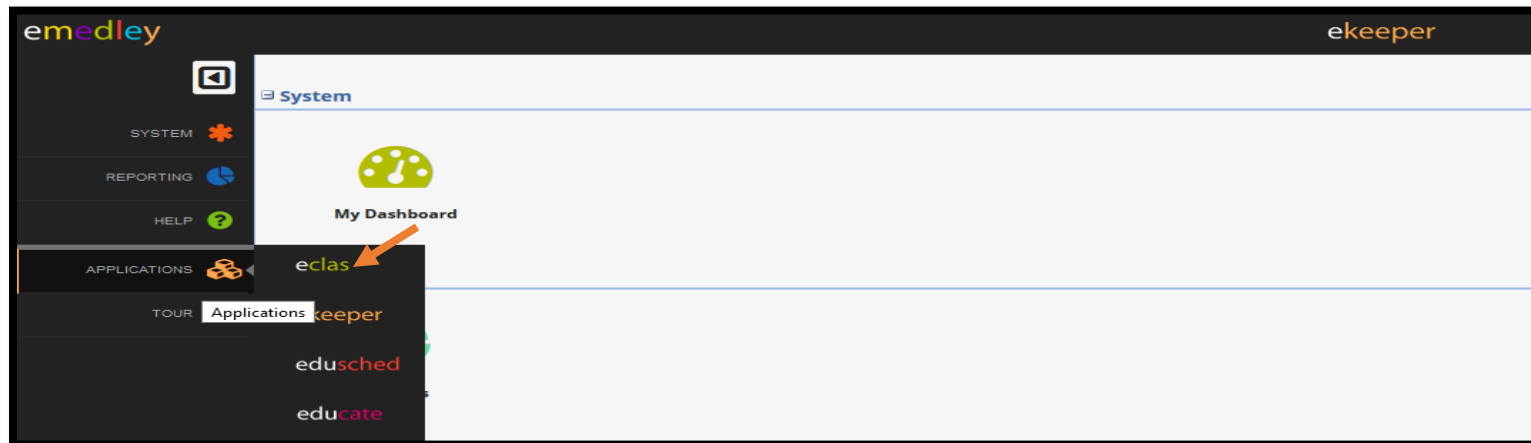 emedley ekeeper
System
SYSTEM
REPORTING
HELP
APPLICATIONS
TOUR
My Dashboard
eclas
Applications
keeper
edusched
educate
s